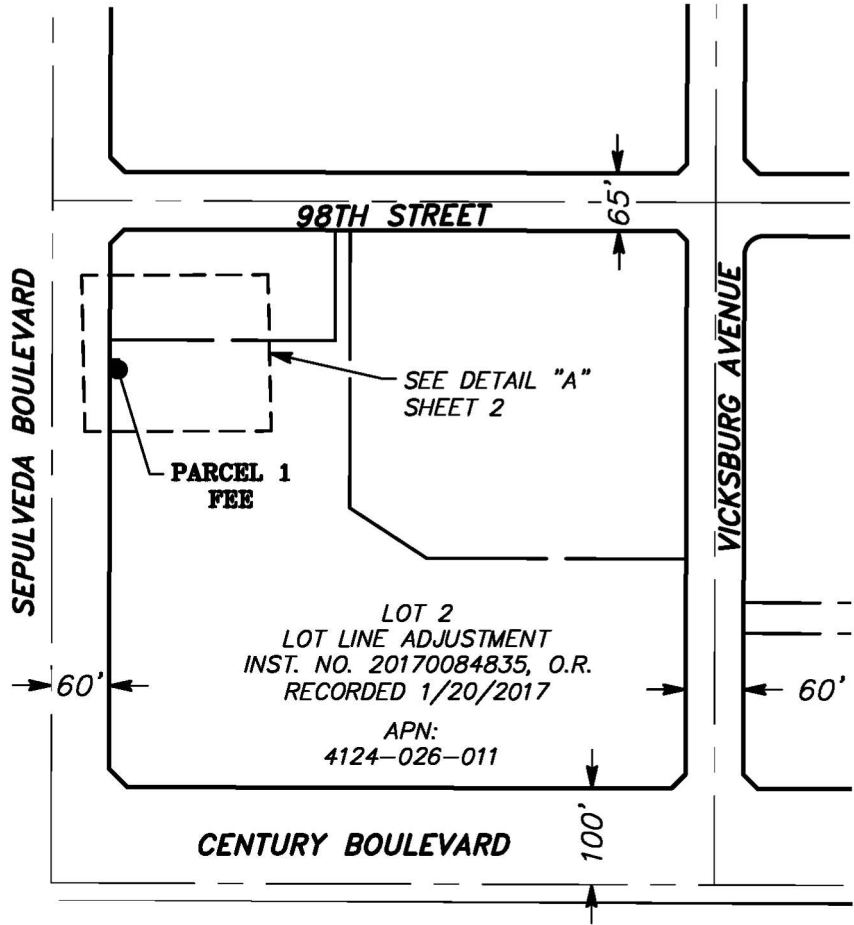 98TH STREET
65'
SEPULVEDA BOULEVARD
VICKSBURG AVENUE
SEE DETAIL "A"
SHEET 2
PARCEL 1
FEE
LOT 2
LOT LINE ADJUSTMENT
INST. NO. 20170084835, O.R.
RECORDED 1/20/2017
60'
60'
APN:
4124-026-011
CENTURY BOULEVARD
100'